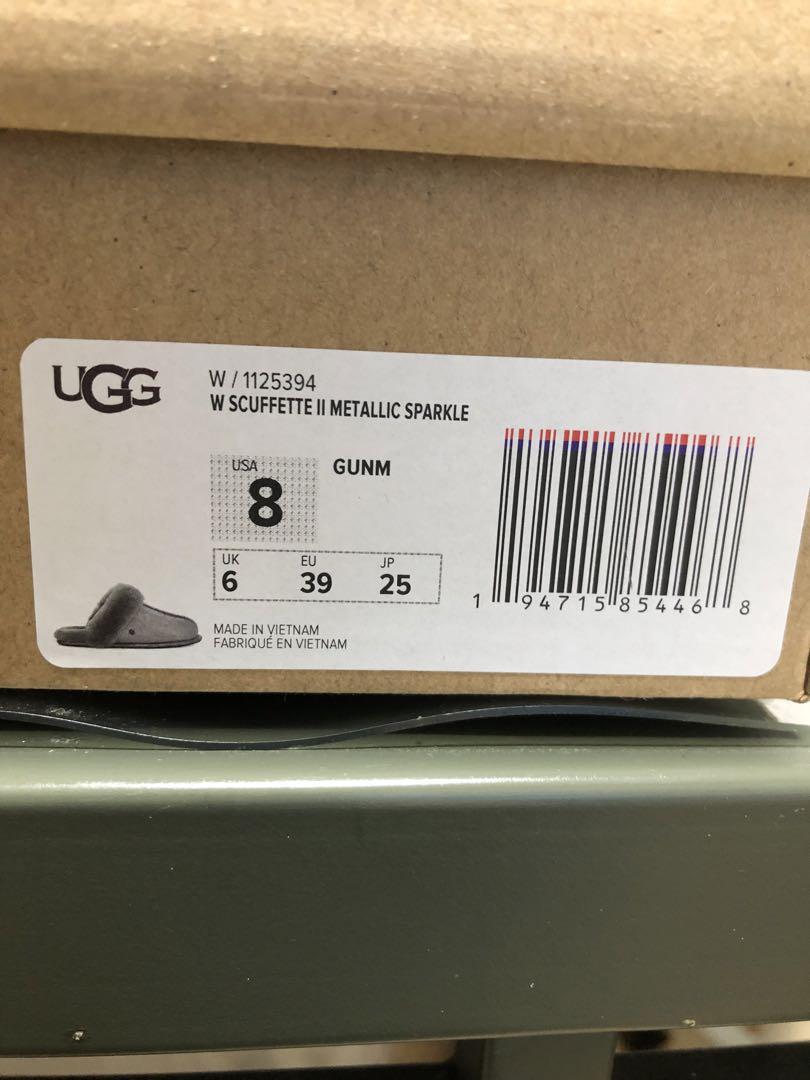 UGG
W / 1125394
W SCUFFETTE II METALLIC SPARKLE
USA
8
GUNM
UK EU JP
6 39 25
MADE IN VIETNAM
FABRIQUÉ EN VIETNAM
1 94715 85446 8